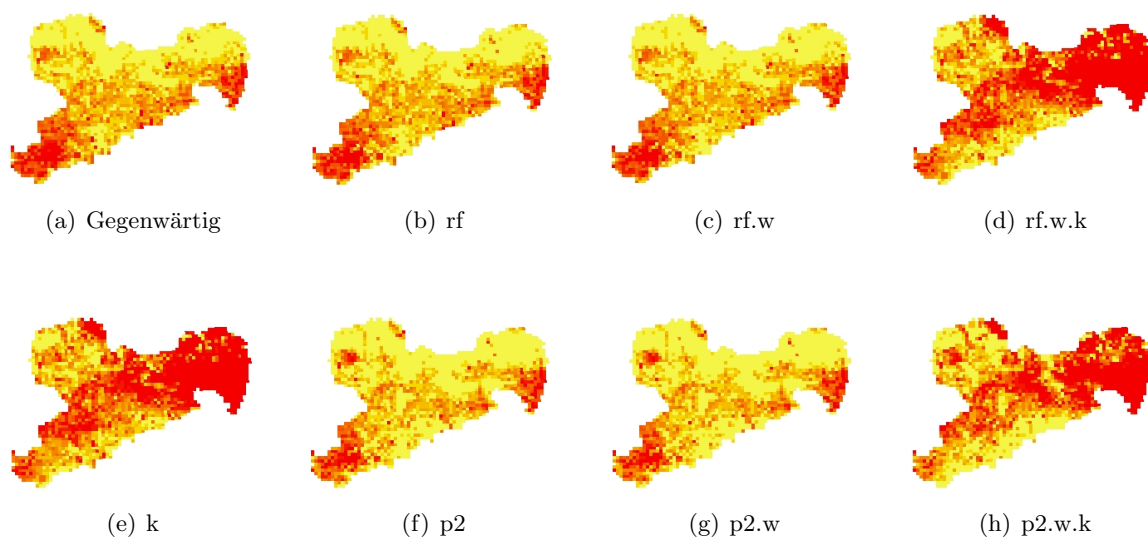 (a) Gegenwärtig
(b) rf
(c) rf.w
(d) rf.w.k
(e) k
(f) p2
(g) p2.w
(h) p2.w.k